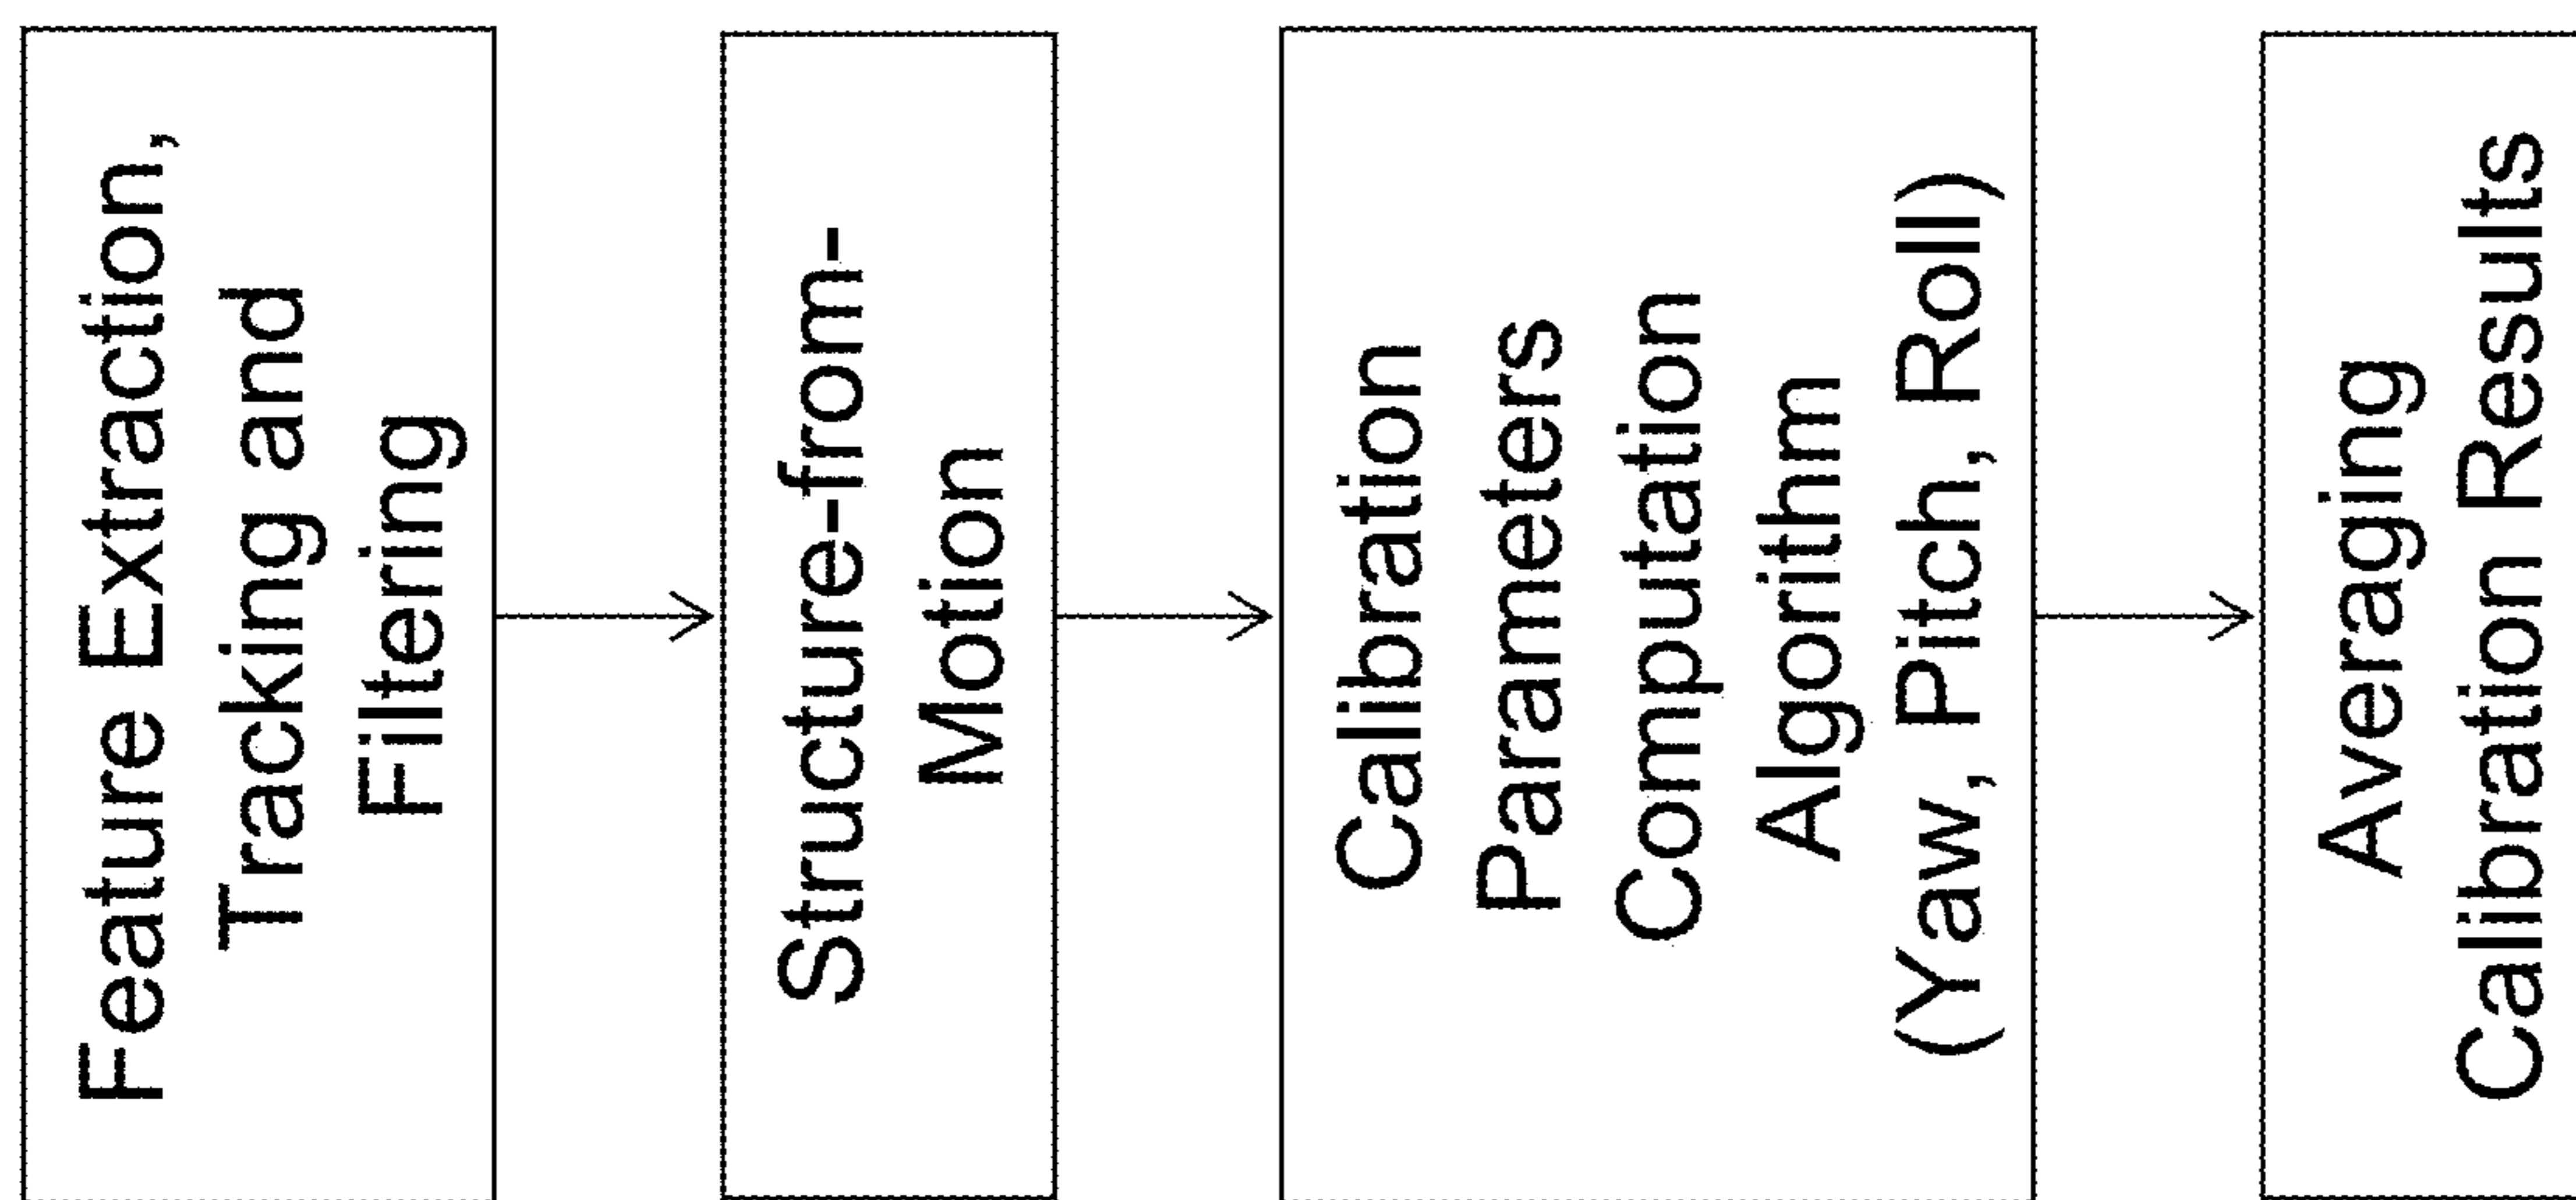 Feature Extraction,
Tracking and
Filtering
Structure-from-
Motion
Calibration
Parameters
Computation
Algorithm
(Yaw, Pitch, Roll)
Averaging
Calibration Results